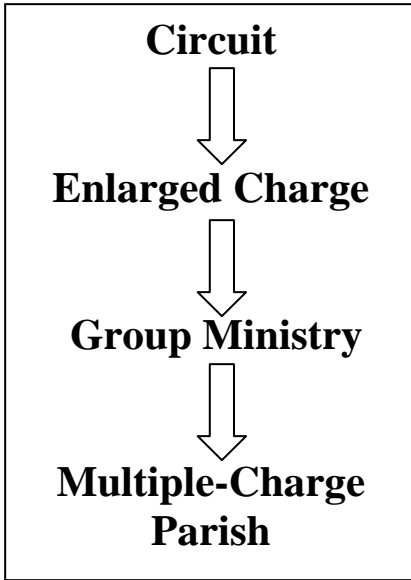 Circuit
Enlarged Charge
Group Ministry
Multiple-Charge
Parish